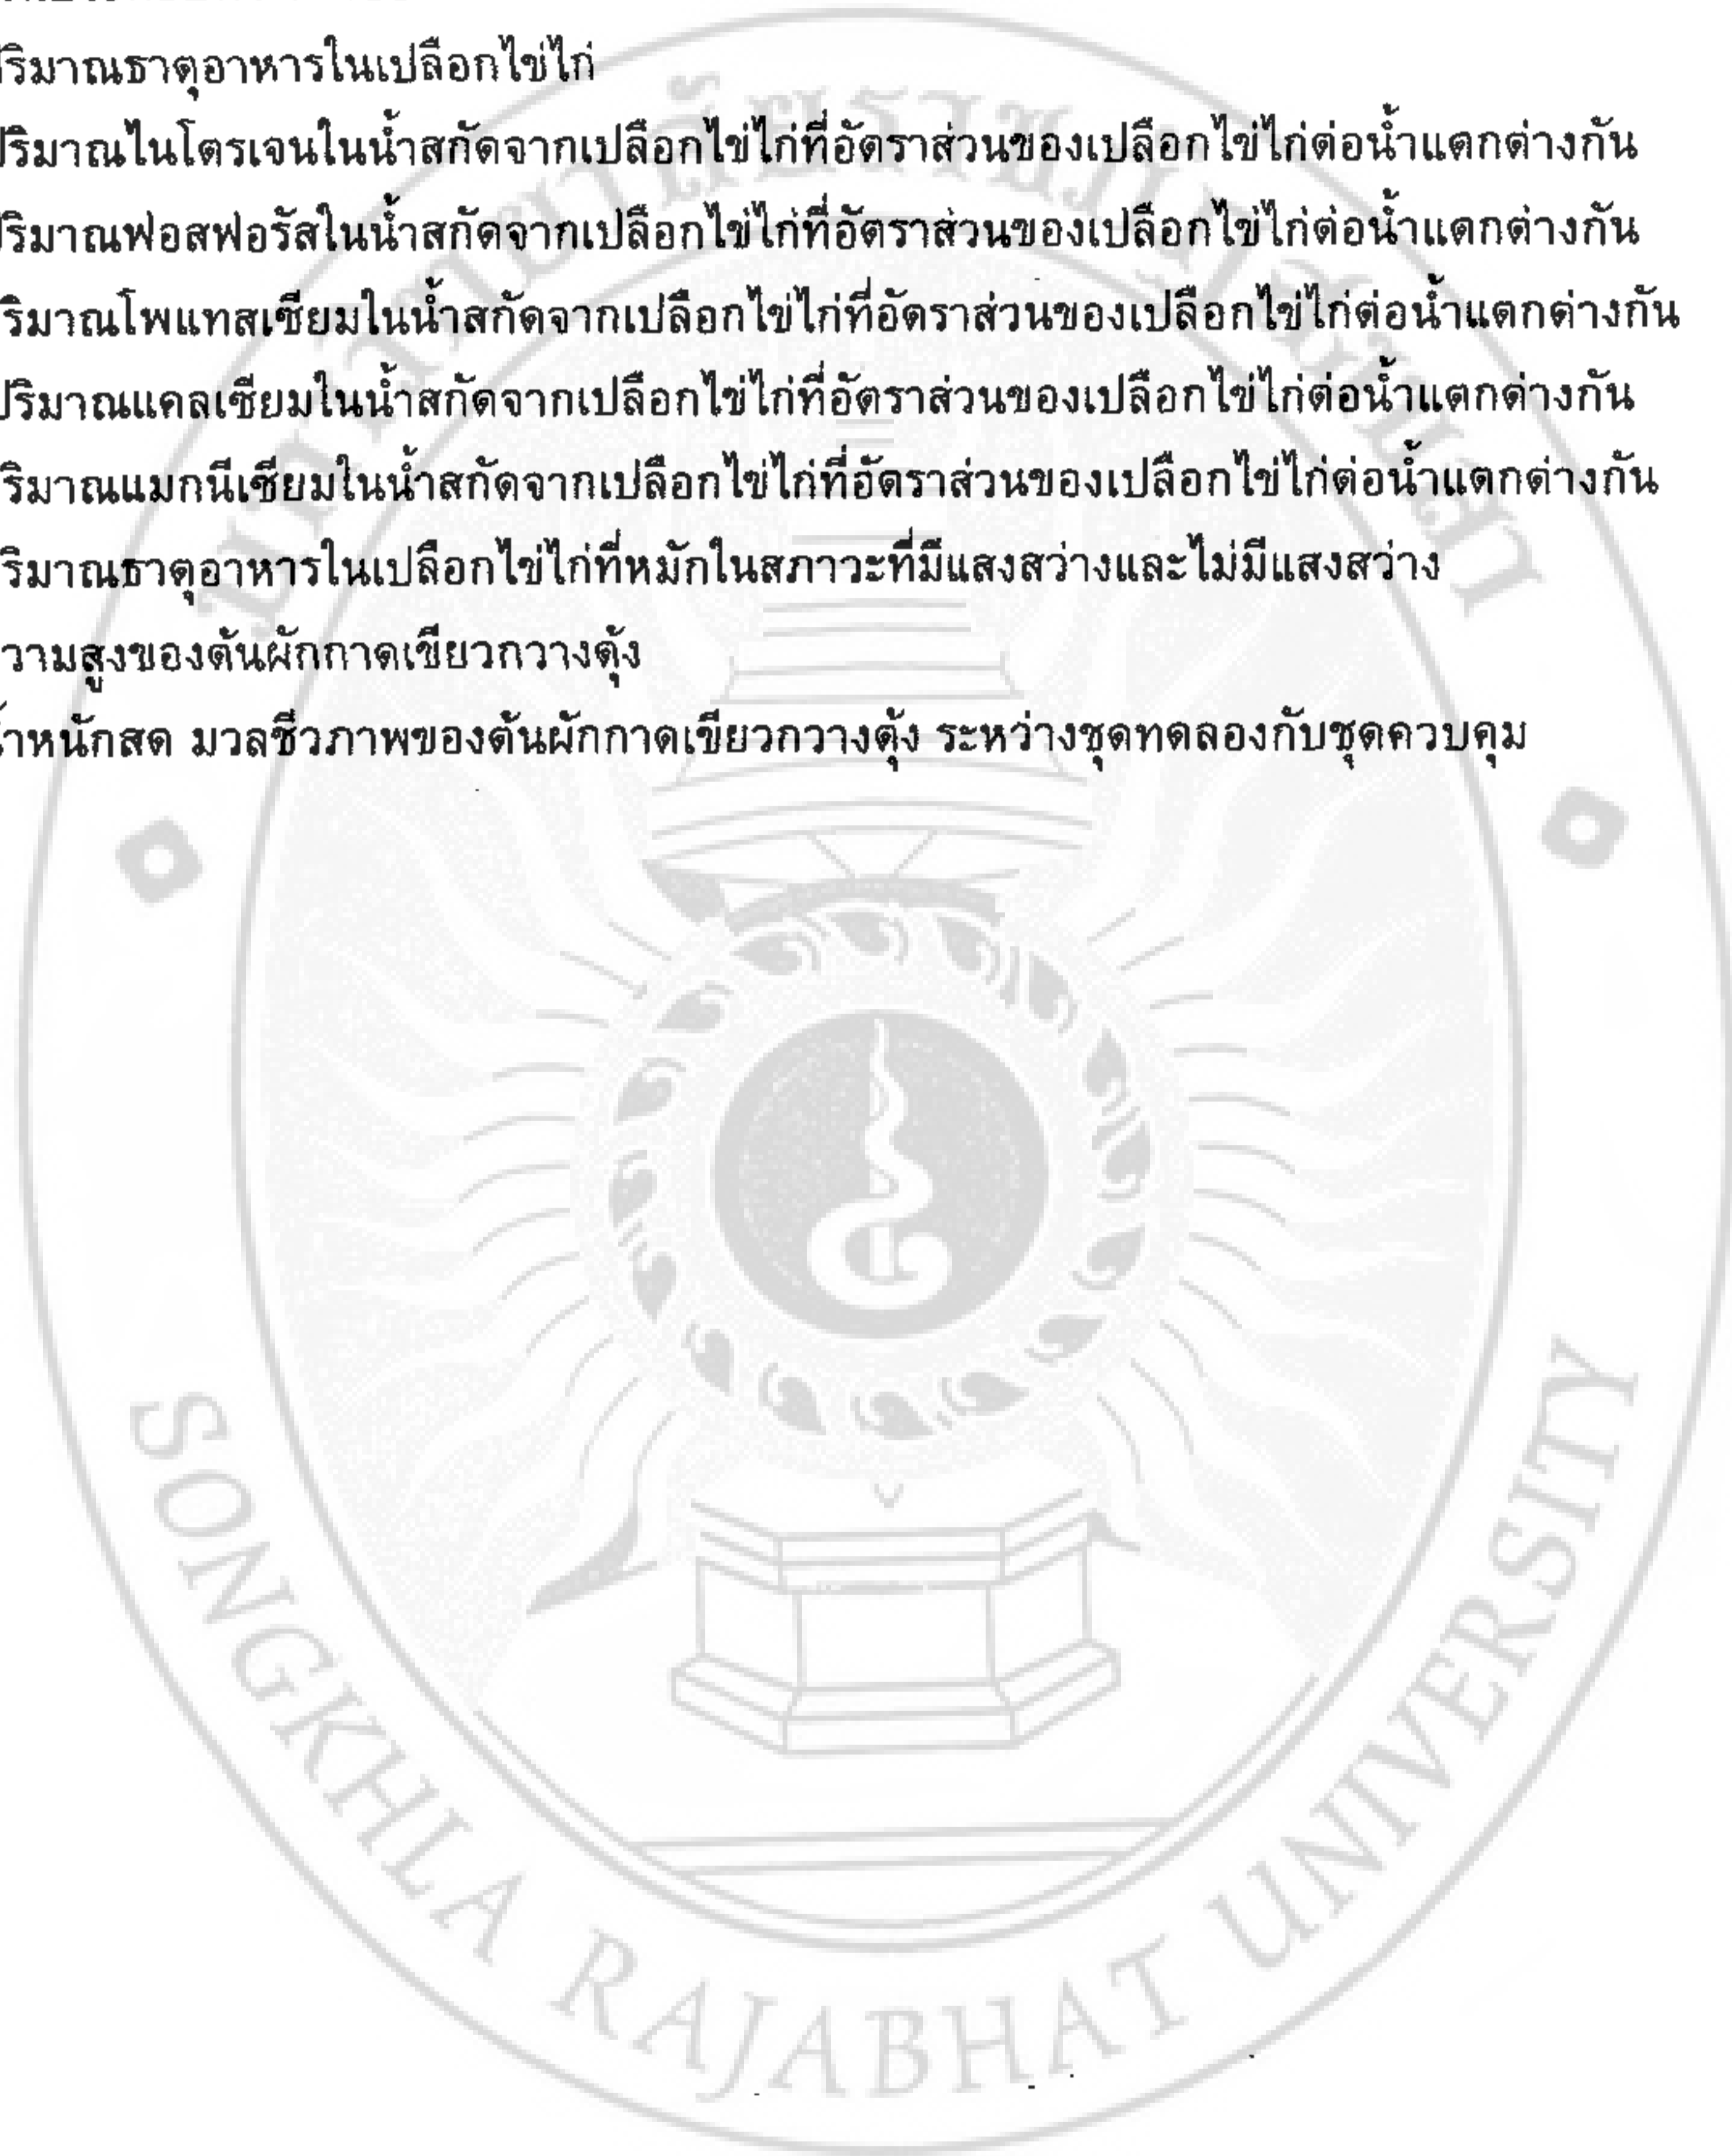 ริมาณธาตุอาหารในเปลือกไข่ไก่
ปริมาณไนโตรเจนในน้ำสกัดจากเปลือกไข่ไก่ที่อัตราส่วนของเปลือกไข่ไก่ต่อน้ำแตกต่างกัน
ปริมาณฟอสฟอรัสในน้ำสกัดจากเปลือกไข่ไก่ที่อัตราส่วนของเปลือกไข่ไก่ต่อน้ำแตกต่างกัน
ริมาณโพแทสเซียมในน้ำสกัดจากเปลือกไข่ไก่ที่อัตราส่วนของเปลือกไข่ไก่ต่อน้ำแตกต่างกัน
ปริมาณแคลเซียมในน้ำสกัดจากเปลือกไข่ไก่ที่อัตราส่วนของเปลือกไข่ไก่ต่อน้ำแตกต่างกัน
ริมาณแมกนีเซียมในน้ำสกัดจากเปลือกไข่ไก่ที่อัตราส่วนของเปลือกไข่ไก่ต่อน้ำแตกต่างกัน
ริมาณธาตุอาหารในเปลือกไข่ไก่ที่หมักในสภาวะที่มีแสงสว่างและไม่มีแสงสว่าง
วามสูงของต้นผักกาดเขียวกวางตุ้ง
น้ำหนักสด มวลชีวภาพของต้นผักกาดเขียวกวางตุ้ง ระหว่างชุดทดลองกับชุดควบคุม
มหาวิทยาลัยราชภัฏสงขลา
SONGKHLA RAJABHAT UNIVERSITY